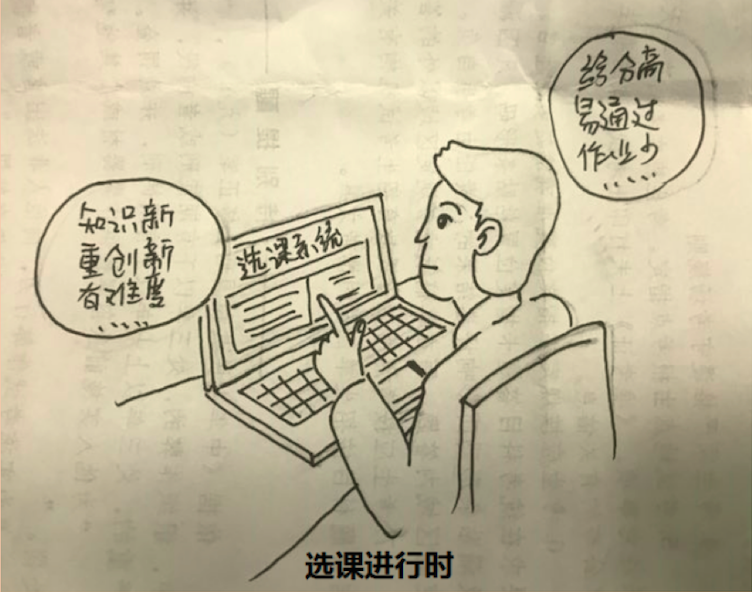 给分高
易通过
作业少
.....
知识新
重创新
有难度
.....
选课系统
选课进行时